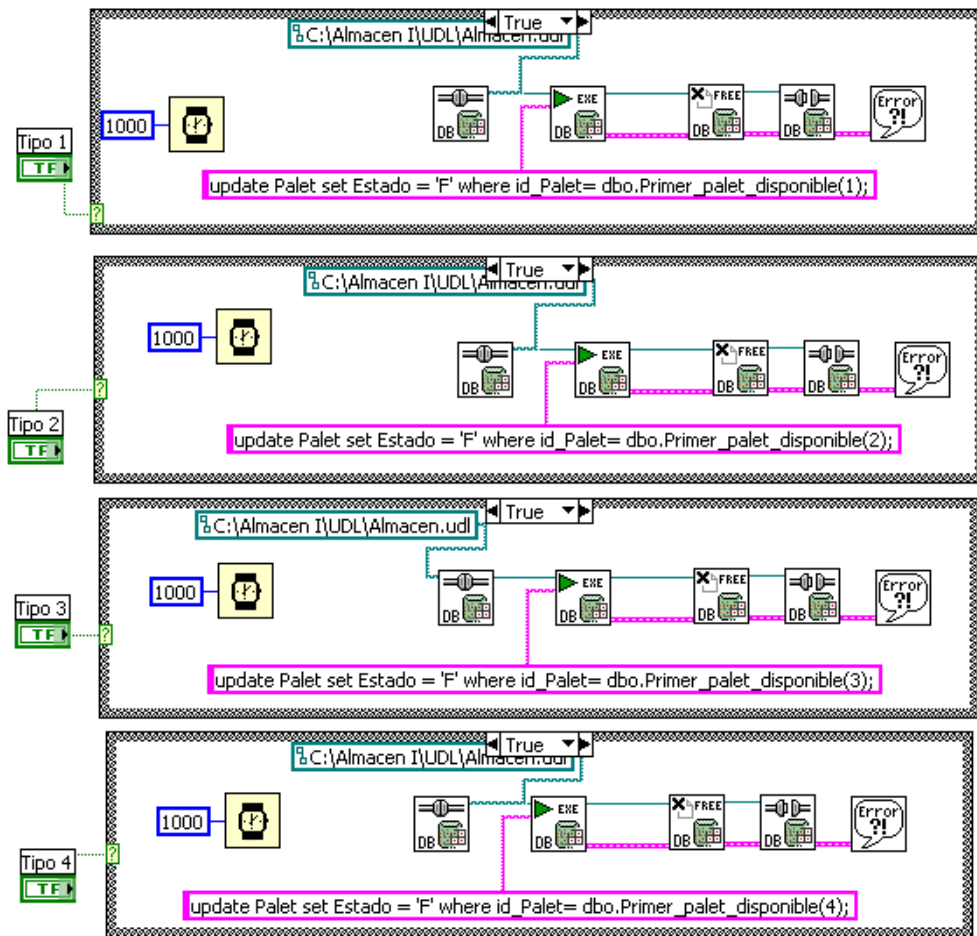 True
C:\Almacen I\UDL\Almacen.udl
1000
DB
EXE
DB
FREE
DB
DB
Error
?!
Tipo 1
TF
?
update Palet set Estado = 'F' where id_Palet= dbo.Primer_palet_disponible(1);
True
C:\Almacen I\UDL\Almacen.udl
1000
DB
EXE
DB
FREE
DB
DB
Error
?!
?
Tipo 2
TF
update Palet set Estado = 'F' where id_Palet= dbo.Primer_palet_disponible(2);
True
C:\Almacen I\UDL\Almacen.udl
1000
DB
EXE
DB
FREE
DB
DB
Error
?!
Tipo 3
TF
?
update Palet set Estado = 'F' where id_Palet= dbo.Primer_palet_disponible(3);
True
C:\Almacen I\UDL\Almacen.udl
1000
DB
EXE
DB
FREE
DB
DB
Error
?!
Tipo 4
TF
?
update Palet set Estado = 'F' where id_Palet= dbo.Primer_palet_disponible(4);